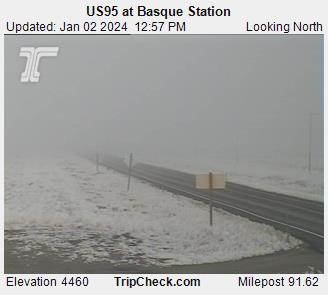 US95 at Basque Station
Updated: Jan 02 2024 12:57 PM Looking North
Elevation 4460 TripCheck.com Milepost 91.62